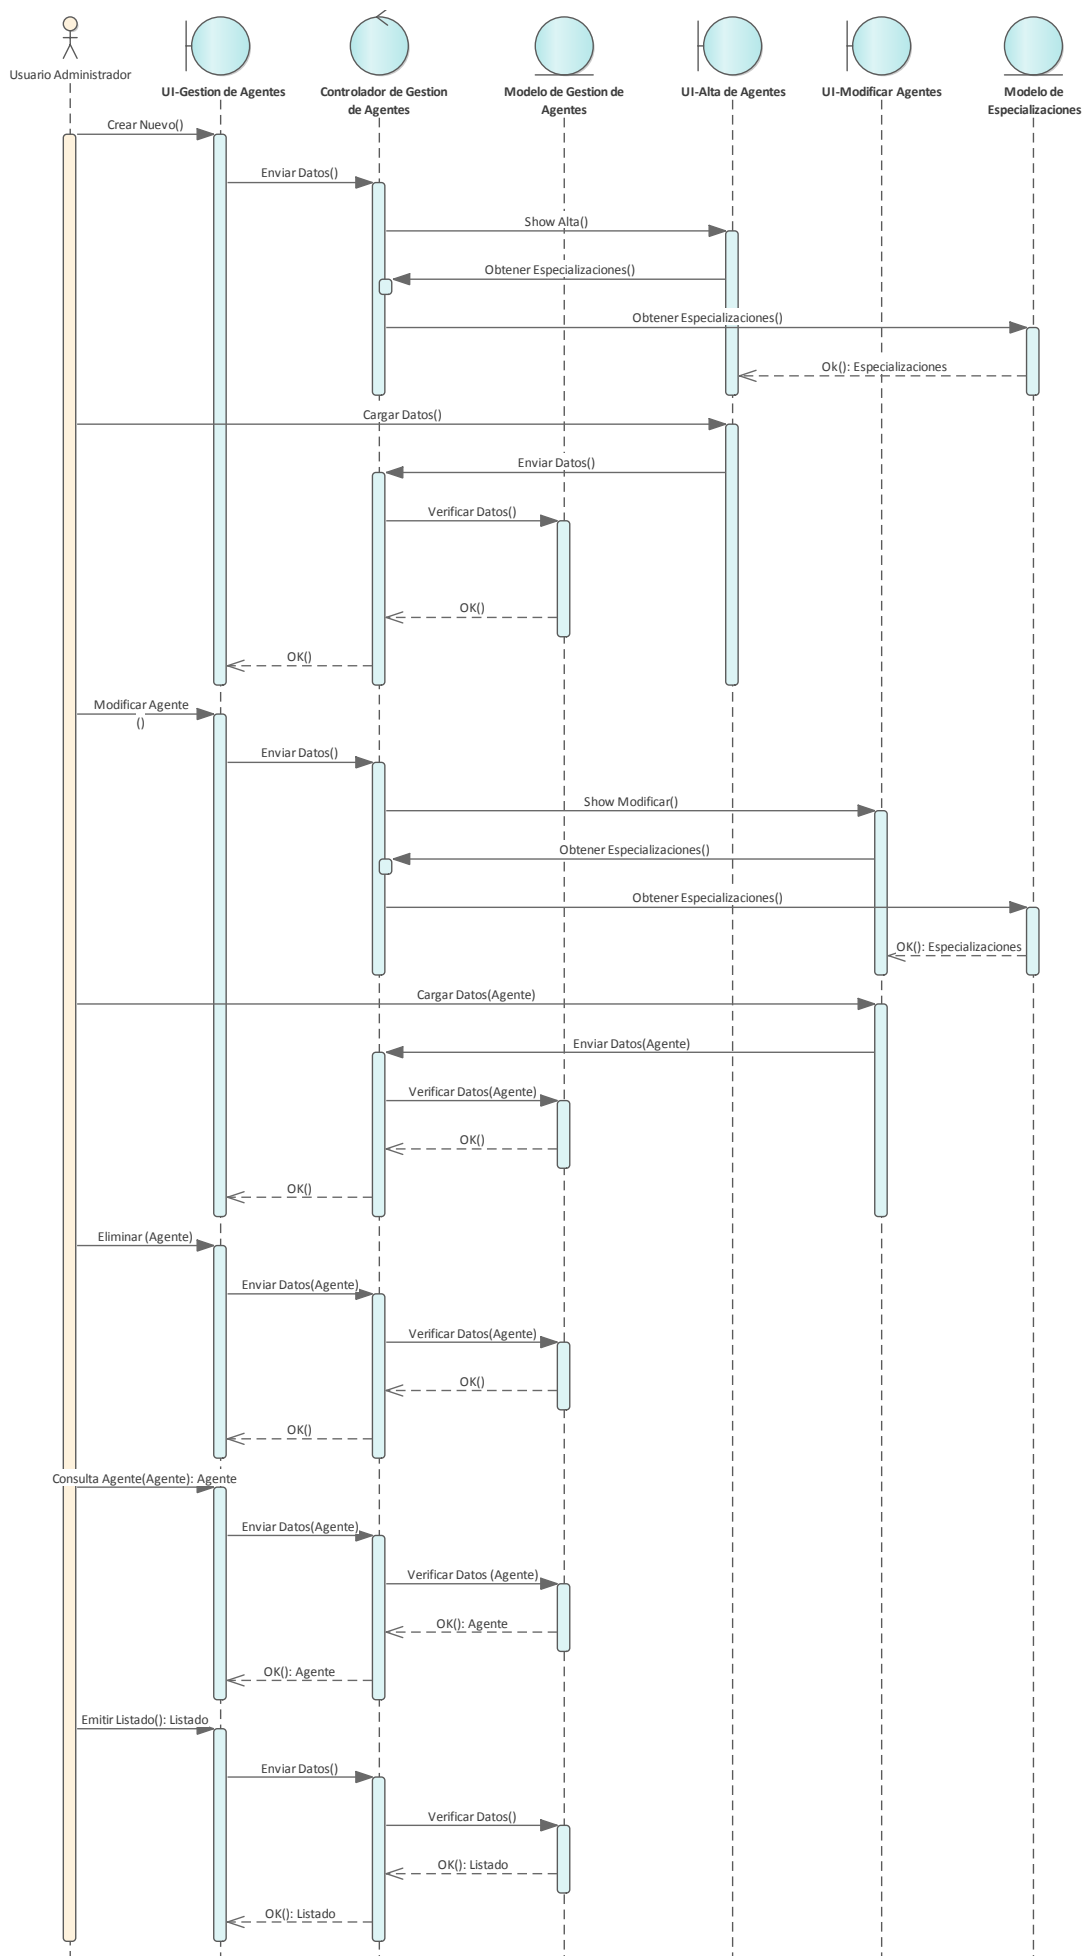 Usuario Administrador
UI-Gestion de Agentes
Controlador de Gestion
de Agentes
Modelo de Gestion de
Agentes
UI-Alta de Agentes
UI-Modificar Agentes
Modelo de
Especializaciones
Crear Nuevo()
Enviar Datos()
Show Alta()
Obtener Especializaciones()
Obtener Especializaciones()
Ok(): Especializaciones
Cargar Datos()
Enviar Datos()
Verificar Datos()
OK()
OK()
Modificar Agente
()
Enviar Datos()
Show Modificar()
Obtener Especializaciones()
Obtener Especializaciones()
OK(): Especializaciones
Cargar Datos(Agente)
Enviar Datos(Agente)
Verificar Datos(Agente)
OK()
OK()
Eliminar (Agente)
Enviar Datos(Agente)
Verificar Datos(Agente)
OK()
OK()
Consulta Agente(Agente): Agente
Enviar Datos(Agente)
Verificar Datos (Agente)
OK(): Agente
OK(): Agente
Emitir Listado(): Listado
Enviar Datos()
Verificar Datos()
OK(): Listado
OK(): Listado